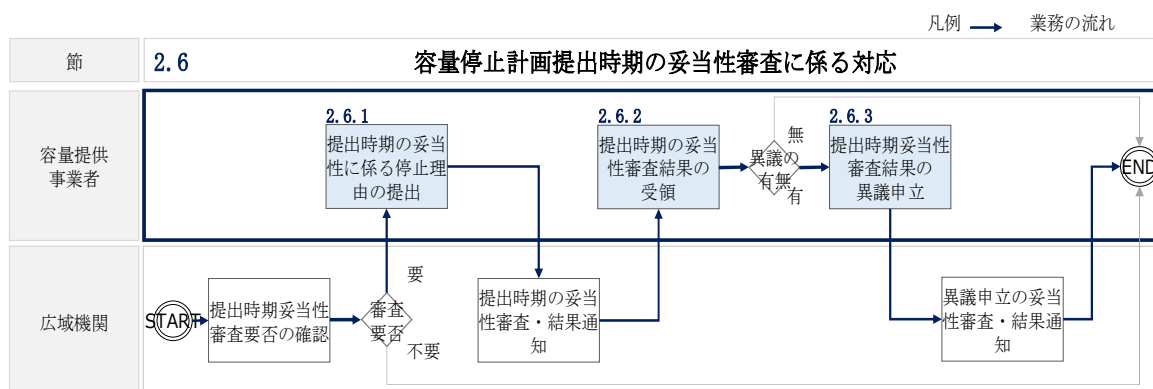 凡例 業務の流れ
節 2.6 容量停止計画提出時期の妥当性審査に係る対応
容量提供
事業者
2.6.1
提出時期の妥当
性に係る停止理
由の提出
2.6.2
提出時期の妥当
性審査結果の
受領
異議の
有無
無
有
2.6.3
提出時期妥当性
審査結果の
異議申立
END
広域機関
START
提出時期妥当性
審査要否の確認
審査
要否
要
不要
提出時期の妥当
性審査・結果通
知
異議申立の妥当
性審査・結果通
知